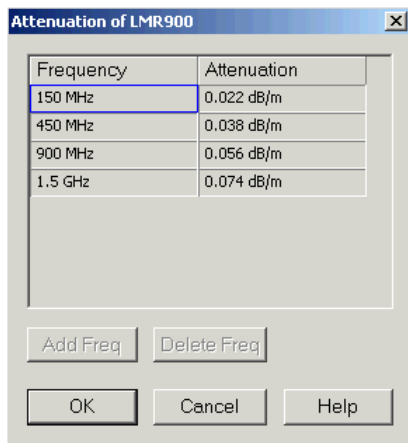 Attenuation of LMR900
Frequency Attenuation
150 MHz 0.022 dB/m
450 MHz 0.038 dB/m
900 MHz 0.056 dB/m
1.5 GHz 0.074 dB/m
Add Freq Delete Freq
OK Cancel Help